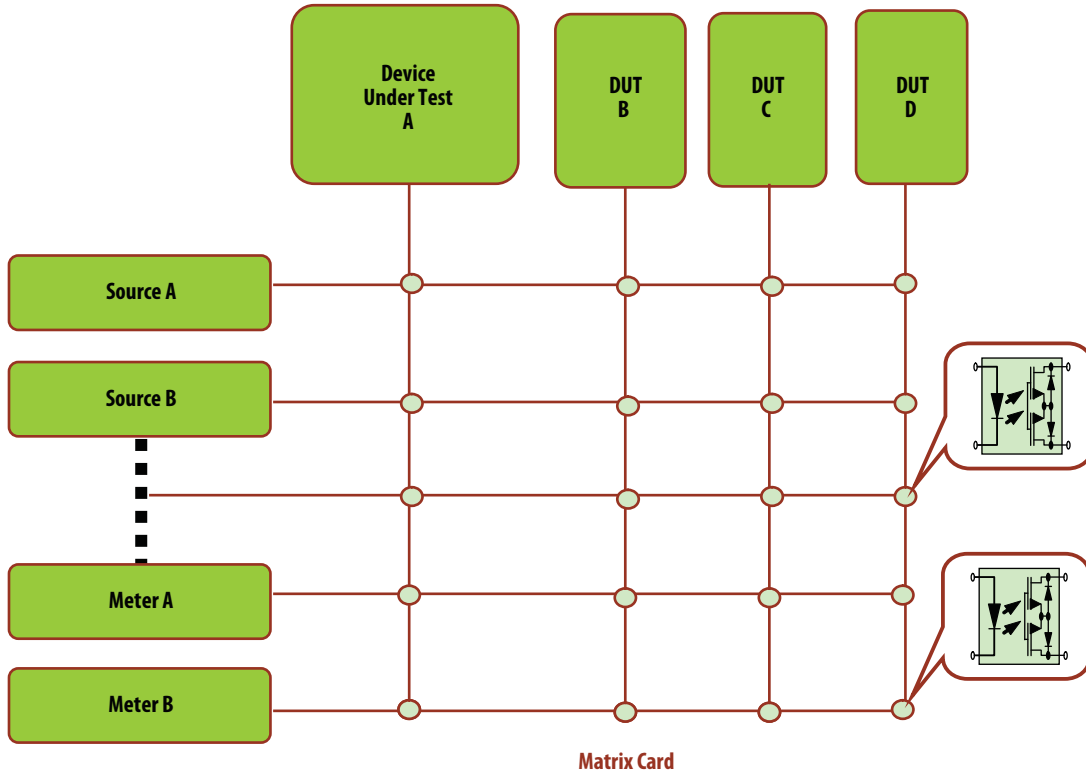 Device
Under Test
A
DUT
B
DUT
C
DUT
D
Source A
Source B
Meter A
Meter B
Matrix Card